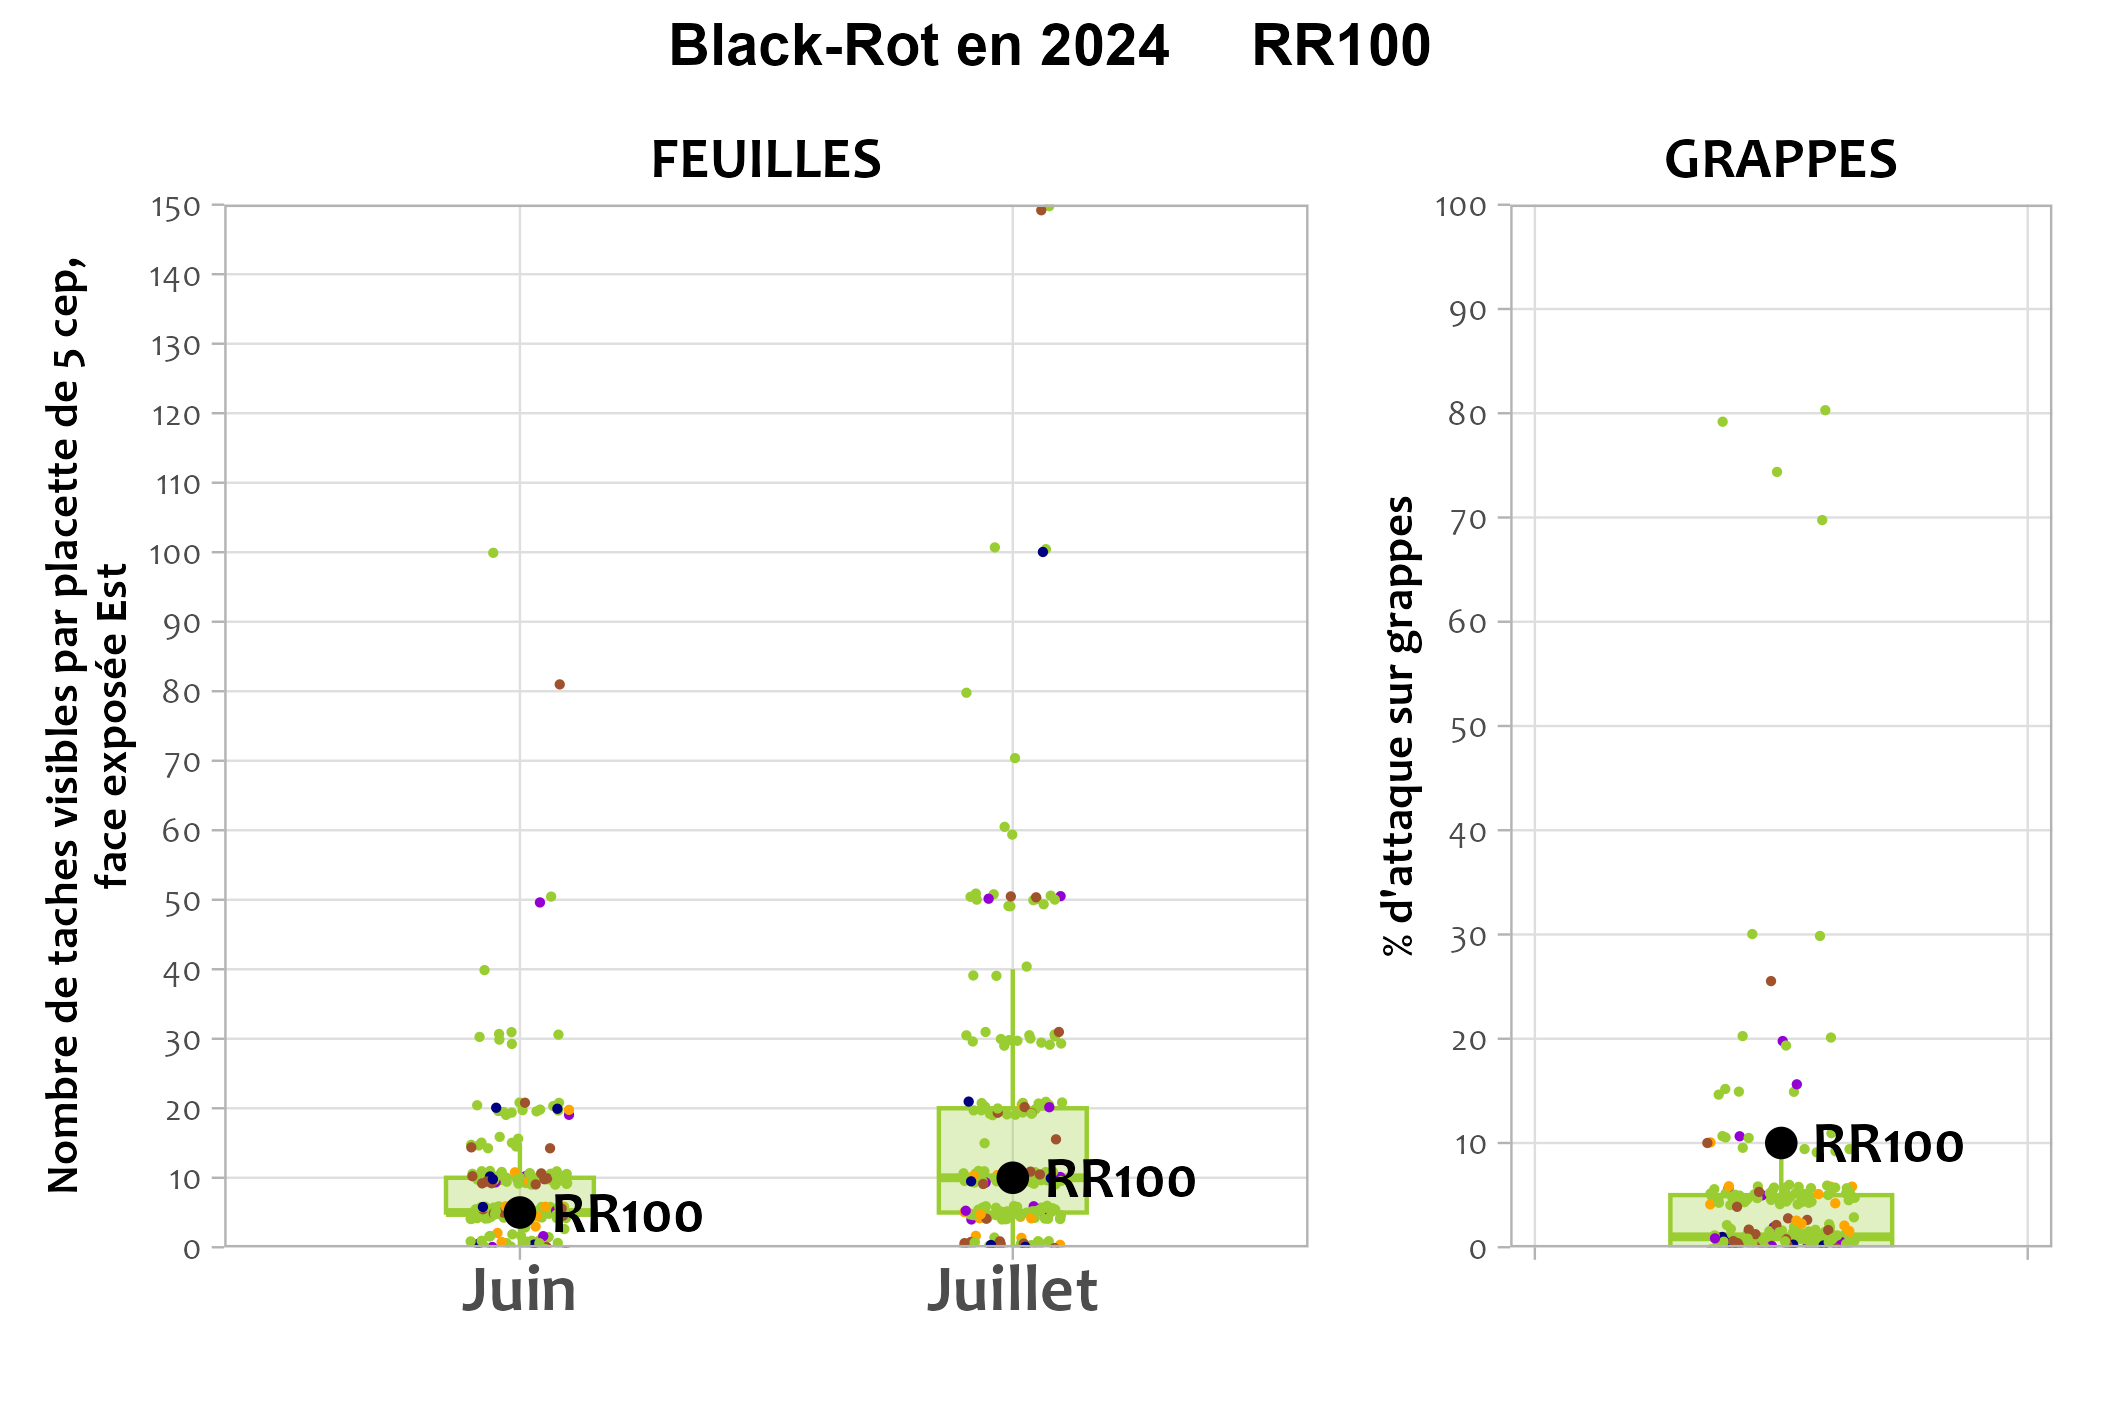 Black-Rot en 2024 RR100
FEUILLES
GRAPPES
Nombre de taches visibles par placette de 5 cep,
face exposée Est
150
140
130
120
110
100
90
80
70
60
50
40
30
20
10
0
RR100
RR100
Juin
Juillet
% d'attaque sur grappes
100
90
80
70
60
50
40
30
20
10
0
RR100